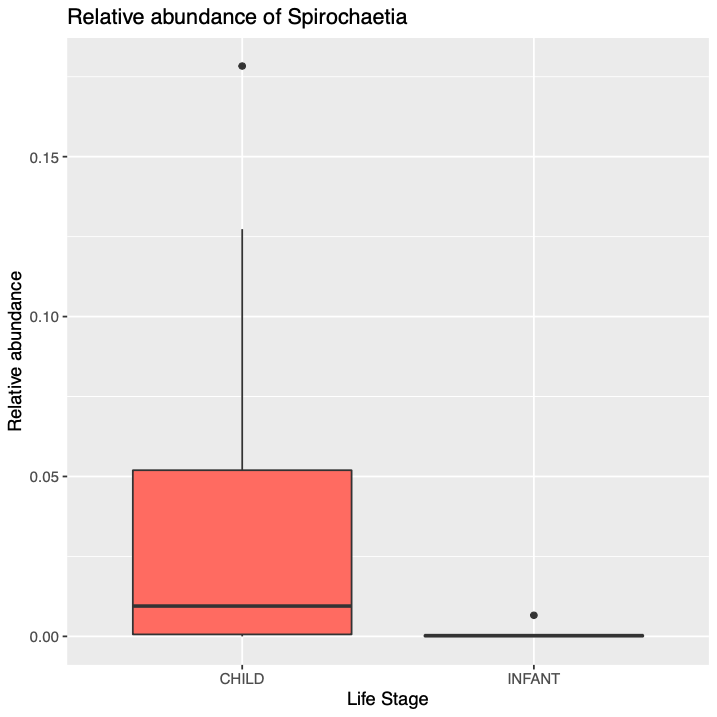 Relative abundance of Spirochaetia
Relative abundance
0.15
0.10
0.05
0.00
CHILD INFANT
Life Stage